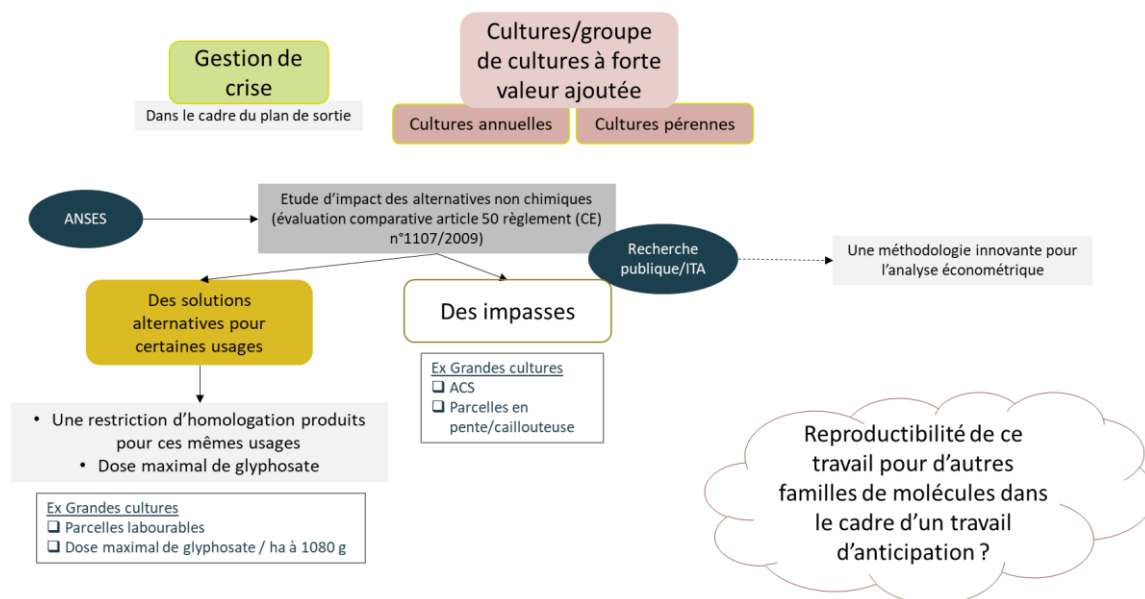 Gestion de
crise
Dans le cadre du plan de sortie
Cultures/groupe
de cultures à forte
valeur ajoutée
Cultures annuelles
Cultures pérennes
ANSES
Etude d'impact des alternatives non chimiques
(évaluation comparative article 50 règlement (CE)
n°1107/2009)
Recherche
publique/ITA
Une méthodologie innovante pour
l'analyse économétrique
Des solutions
alternatives pour
certaines usages
Des impasses
Ex Grandes cultures
❑ ACS
❑ Parcelles en
pente/caillouteuse
• Une restriction d'homologation produits
pour ces mêmes usages
• Dose maximal de glyphosate
Ex Grandes cultures
❑ Parcelles labourables
❑ Dose maximal de glyphosate / ha à 1080 g
Reproductibilité de ce
travail pour d'autres
familles de molécules dans
le cadre d'un travail
d'anticipation ?